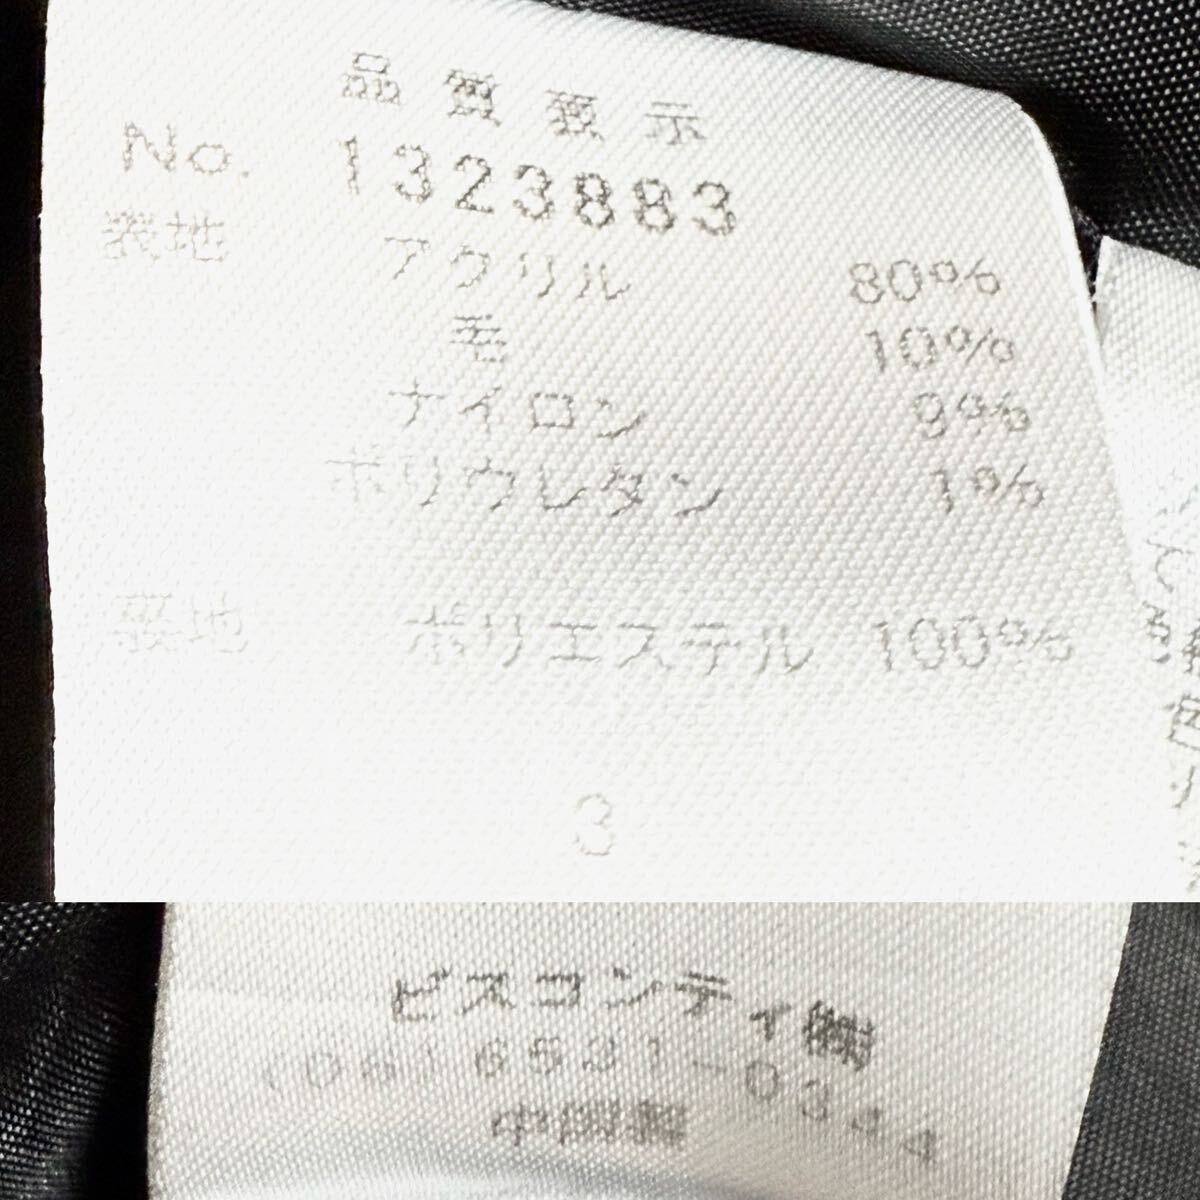 品質表示
No. 1323883
表地 アクリル 80%
毛 10%
ナイロン 9%
ポリウレタン 1%
裏地 ポリエステル 100%
3
ビスコンティ㈱
6531-0344
中国製